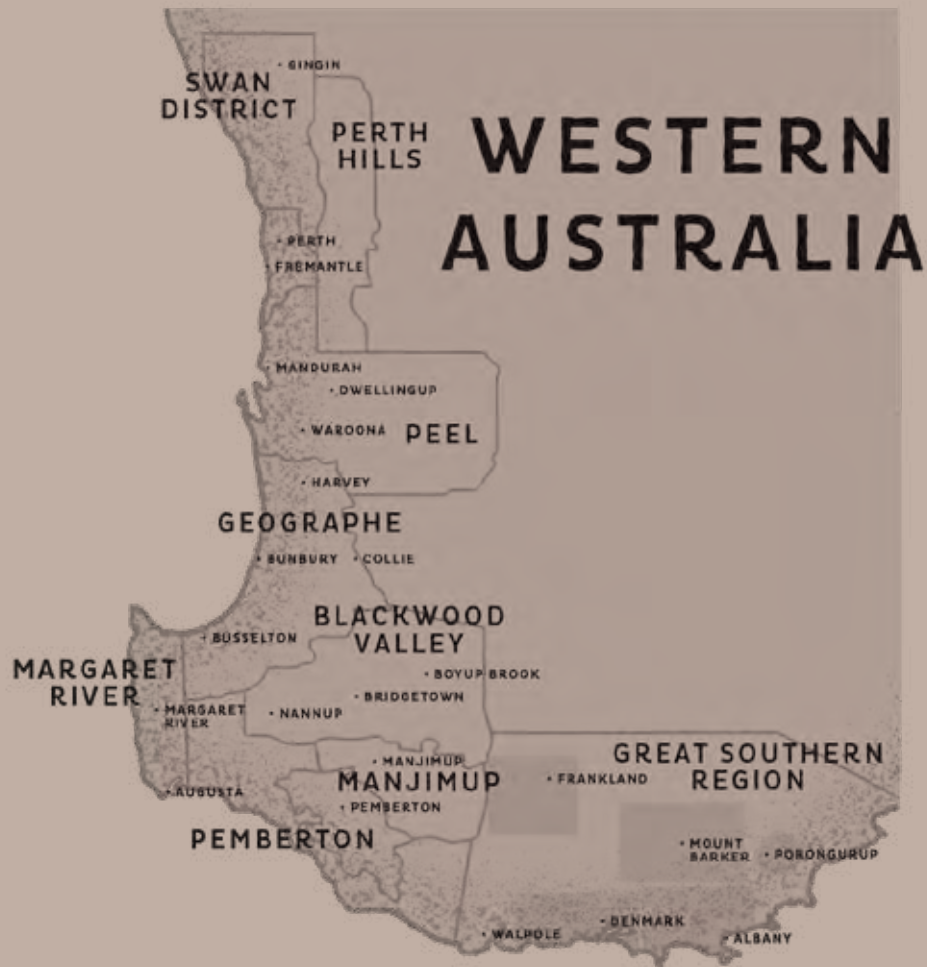 GINGIN
SWAN
DISTRICT
PERTH
HILLS
WESTERN
AUSTRALIA
PERTH
FREMANTLE
MANDURAH
DWELLINGUP
WAROONA
PEEL
HARVEY
GEOGRAPHE
BUNBURY
COLLIE
BLACKWOOD
VALLEY
BUSSELTON
MARGARET
RIVER
BOYUP BROOK
BRIDGETOWN
MARGARET
RIVER
NANNUP
GREAT SOUTHERN
REGION
MANJIMUP
MANJIMUP
FRANKLAND
AUGUSTA
PEMBERTON
PEMBERTON
MOUNT
BARKER
PORONGURUP
DENMARK
WALPOLE
ALBANY